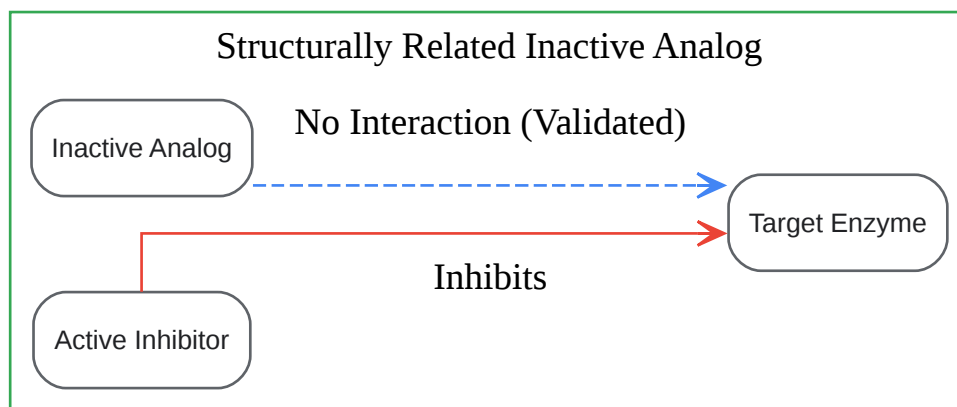 Structurally Related Inactive Analog
No Interaction (Validated)
Inactive Analog
Target Enzyme
Inhibits
Active Inhibitor